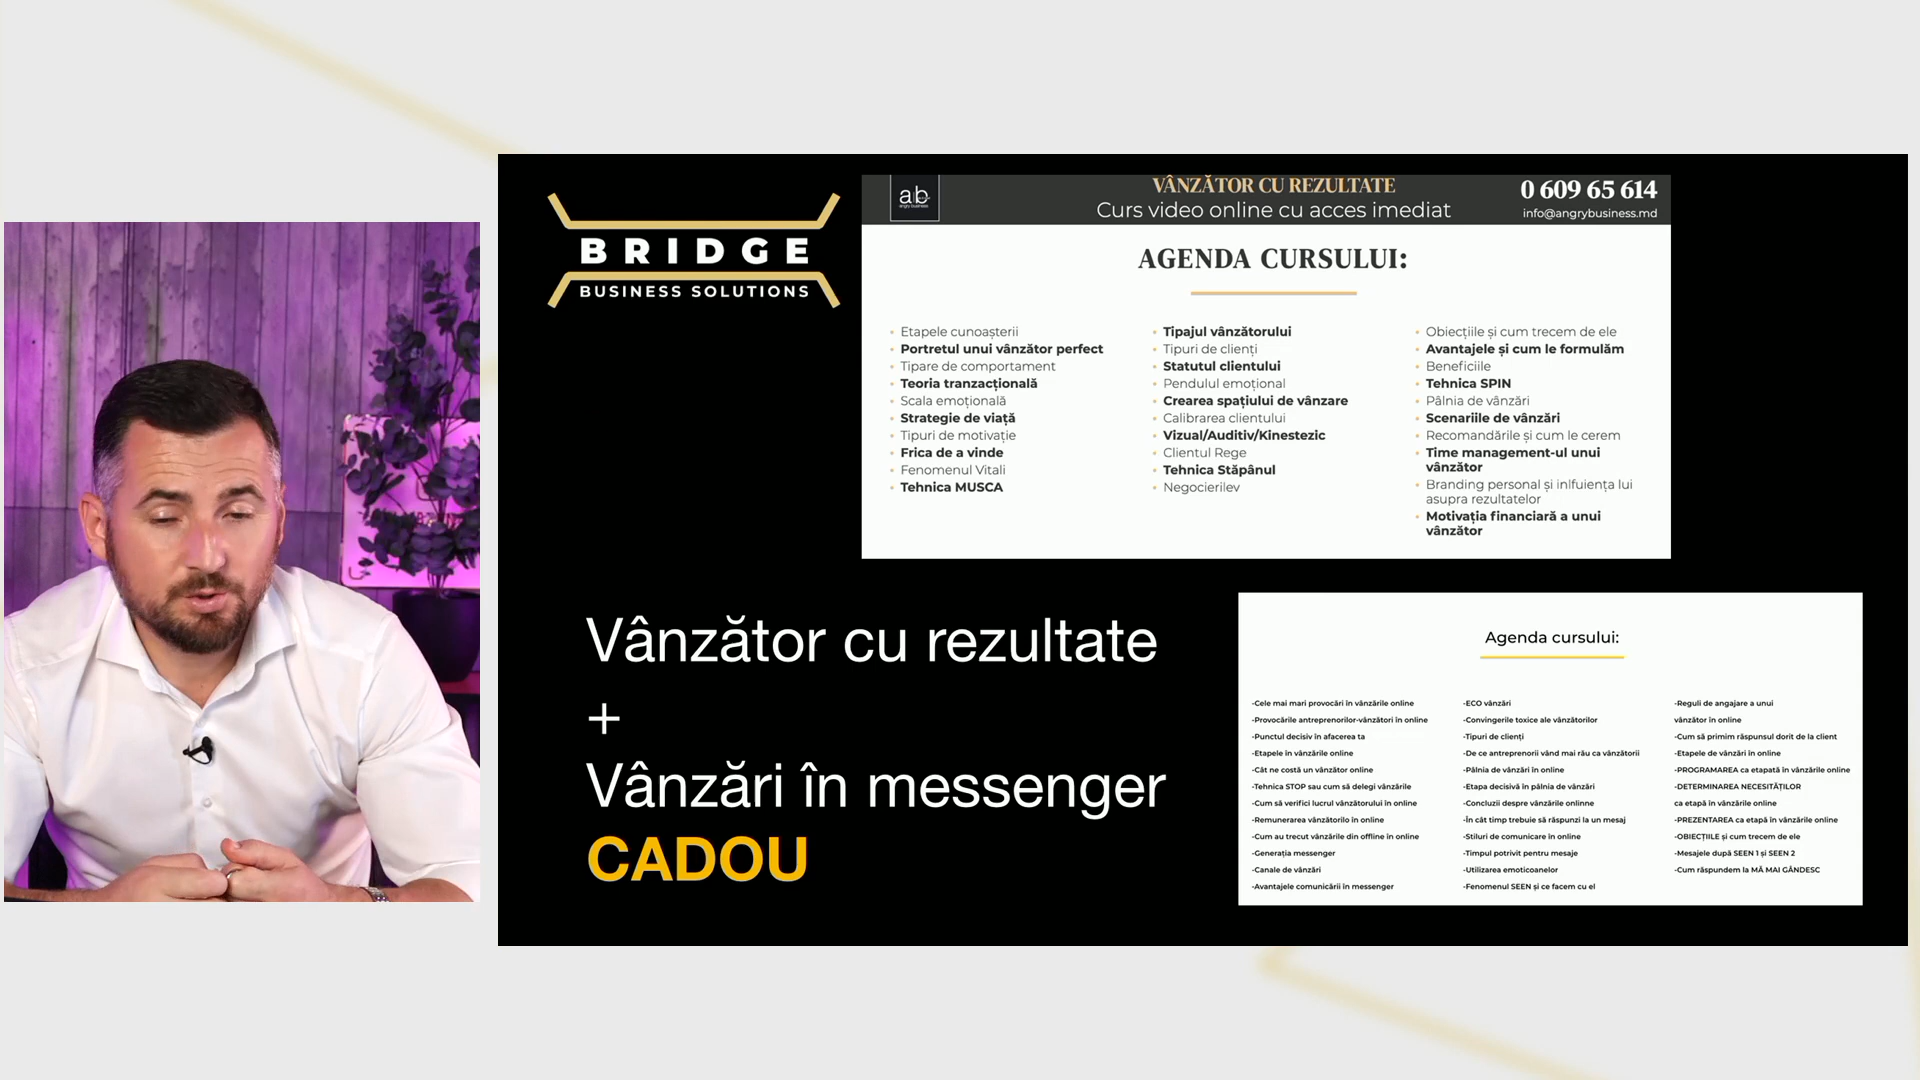 BRIDGE
BUSINESS SOLUTIONS
ab
VÂNZĂTOR CU REZULTATE
Curs video online cu acces imediat
0 609 65 614
info@angrybusiness.md
AGENDA CURSULUI:
Etapele cunoașterii
Portretul unui vânzător perfect
Tipare de comportament
Teoria tranzacțională
Scala emoțională
Strategie de viață
Tipuri de motivație
Frica de a vinde
Fenomenul Vitali
Tehnica MUSCA
Tipajul vânzătorului
Tipuri de clienți
Statutul clientului
Pendulul emoțional
Crearea spațiului de vânzare
Calibrarea clientului
Vizual/Auditiv/Kinestezic
Clientul Rege
Tehnica Stăpânul
Negocierilev
Obiecțiile și cum trecem de ele
Avantajele și cum le formulăm
Beneficiile
Tehnica SPIN
Pâlnia de vânzări
Scenariile de vânzări
Recomandările și cum le cerem
Time management-ul unui
vânzător
Branding personal și inlfuiența lui
asupra rezultatelor
Motivația financiară a unui
vânzător
Vânzător cu rezultate
+
Vânzări în messenger
CADOU
Agenda cursului:
-Cele mai mari provocări în vânzările online
-Provocările antreprenorilor-vânzători în online
-Punctul decisiv în afacerea ta
-Etapele în vânzările online
-Cât ne costă un vânzător online
-Tehnica STOP sau cum să delegi vânzările
-Cum să verifici lucrul vânzătorului în online
-Remunerarea vânzătorilo în online
-Cum au trecut vânzările din offline în online
-Generația messenger
-Canale de vânzări
-Avantajele comunicării în messenger
-ECO vânzări
-Convingerile toxice ale vânzătorilor
-Tipuri de clienți
-De ce antreprenorii vând mai rău ca vânzătorii
-Pâlnia de vânzări în online
-Etapa decisivă în pâlnia de vânzări
-Concluzii despre vânzările onlinne
-În cât timp trebuie să răspunzi la un mesaj
-Stiluri de comunicare în online
-Timpul potrivit pentru mesaje
-Utilizarea emoticoanelor
-Fenomenul SEEN și ce facem cu el
-Reguli de angajare a unui
vânzător în online
-Cum să primim răspunsul dorit de la client
-Etapele de vânzări în online
-PROGRAMAREA ca etapată în vânzările online
-DETERMINAREA NECESITĂȚILOR
ca etapă în vânzările online
-PREZENTAREA ca etapă în vânzările online
-OBIECȚIILE și cum trecem de ele
-Mesajele după SEEN 1 și SEEN 2
-Cum răspundem la MĂ MAI GÂNDESC